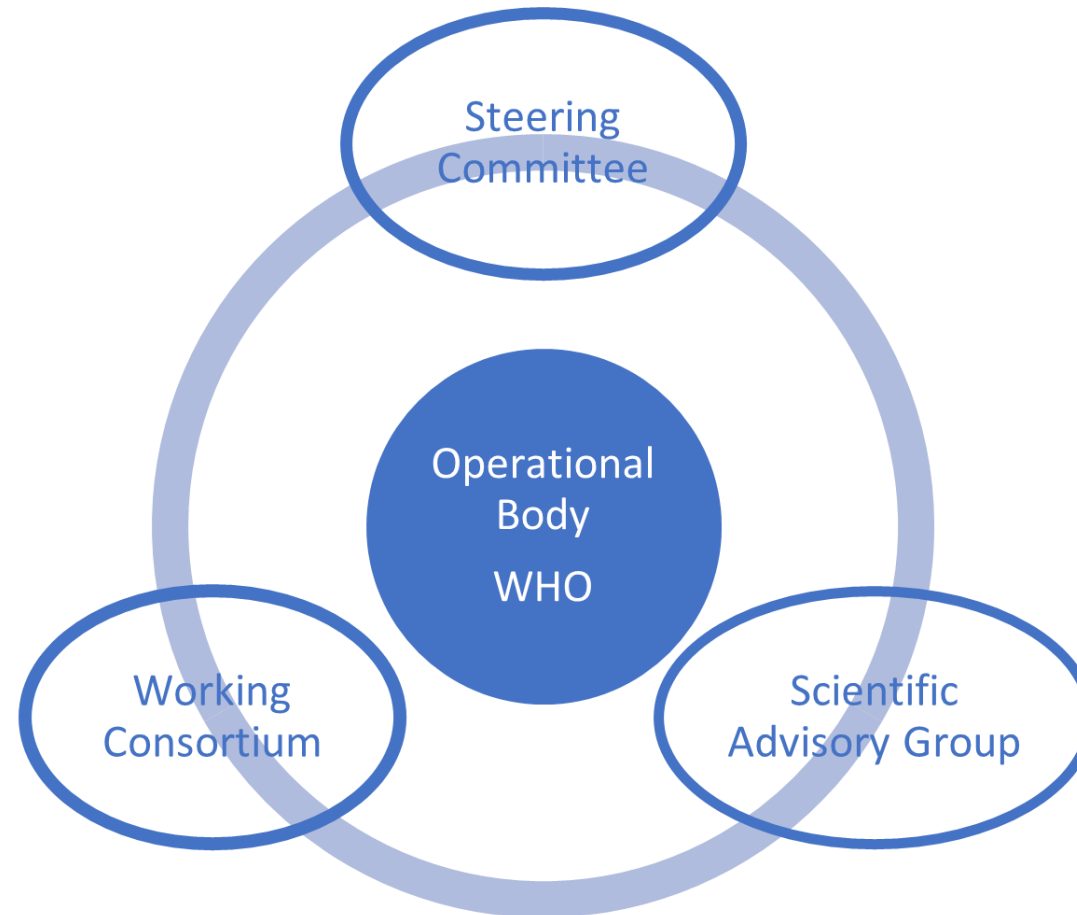 Steering
Committee
Operational
Body
WHO
Working
Consortium
Scientific
Advisory Group